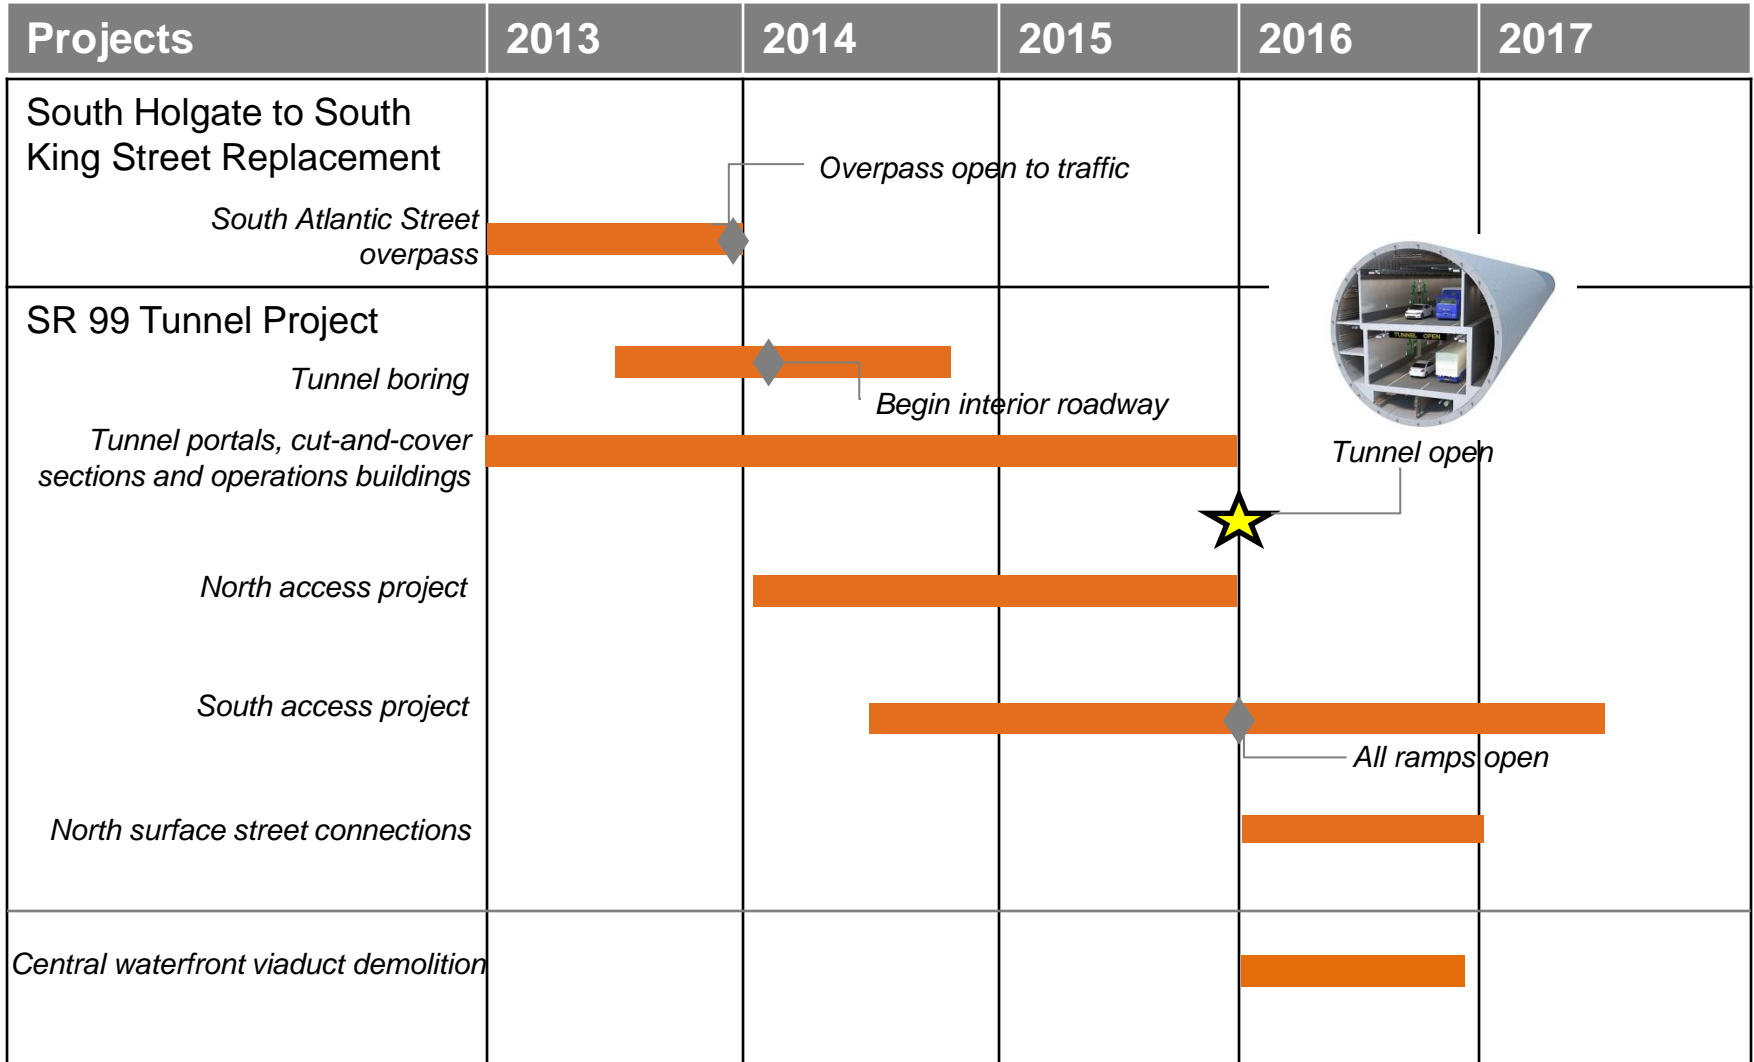 Projects
2013
2014
2015
2016
2017
South Holgate to South
King Street Replacement
Overpass open to traffic
South Atlantic Street
overpass
SR 99 Tunnel Project
TUNNEL OPEN
Tunnel boring
Begin interior roadway
Tunnel portals, cut-and-cover
sections and operations buildings
Tunnel open
North access project
South access project
All ramps open
North surface street connections
Central waterfront viaduct demolition